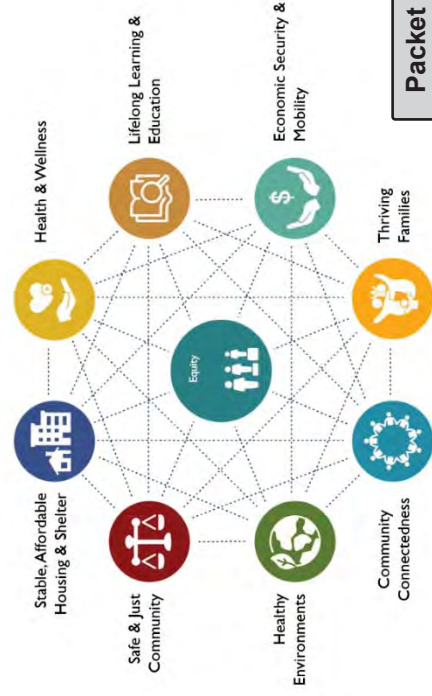 Stable, Affordable
Housing & Shelter
Health & Wellness
Lifelong Learning &
Education
Economic Security &
Mobility
Thriving
Families
Community
Connectedness
Healthy
Environments
Safe & Just
Community
Equity
$
Packet